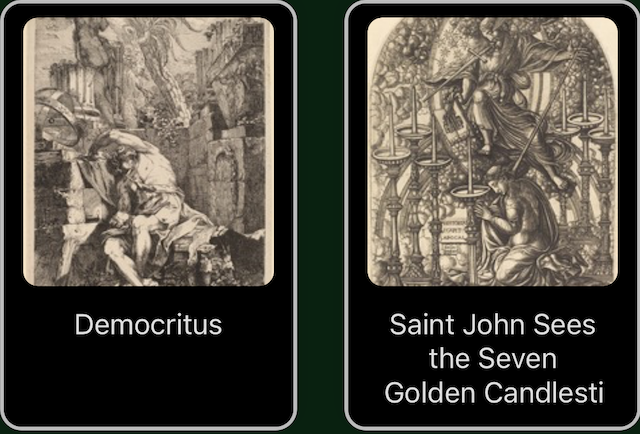 Democritus
Saint John Sees
the Seven
Golden Candlesti